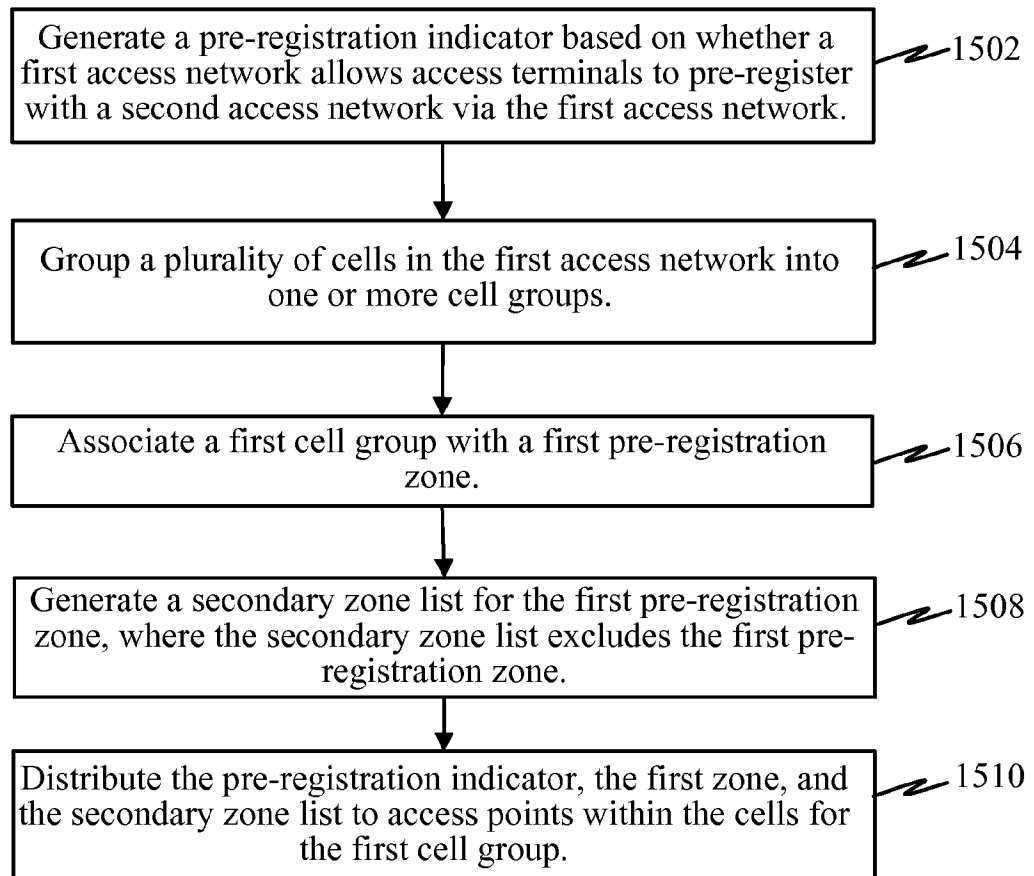 Generate a pre-registration indicator based on whether a
first access network allows access terminals to pre-register
with a second access network via the first access network.
1502
Group a plurality of cells in the first access network into
one or more cell groups.
1504
Associate a first cell group with a first pre-registration
zone.
1506
Generate a secondary zone list for the first pre-registration
zone, where the secondary zone list excludes the first pre-
registration zone.
1508
Distribute the pre-registration indicator, the first zone, and
the secondary zone list to access points within the cells for
the first cell group.
1510